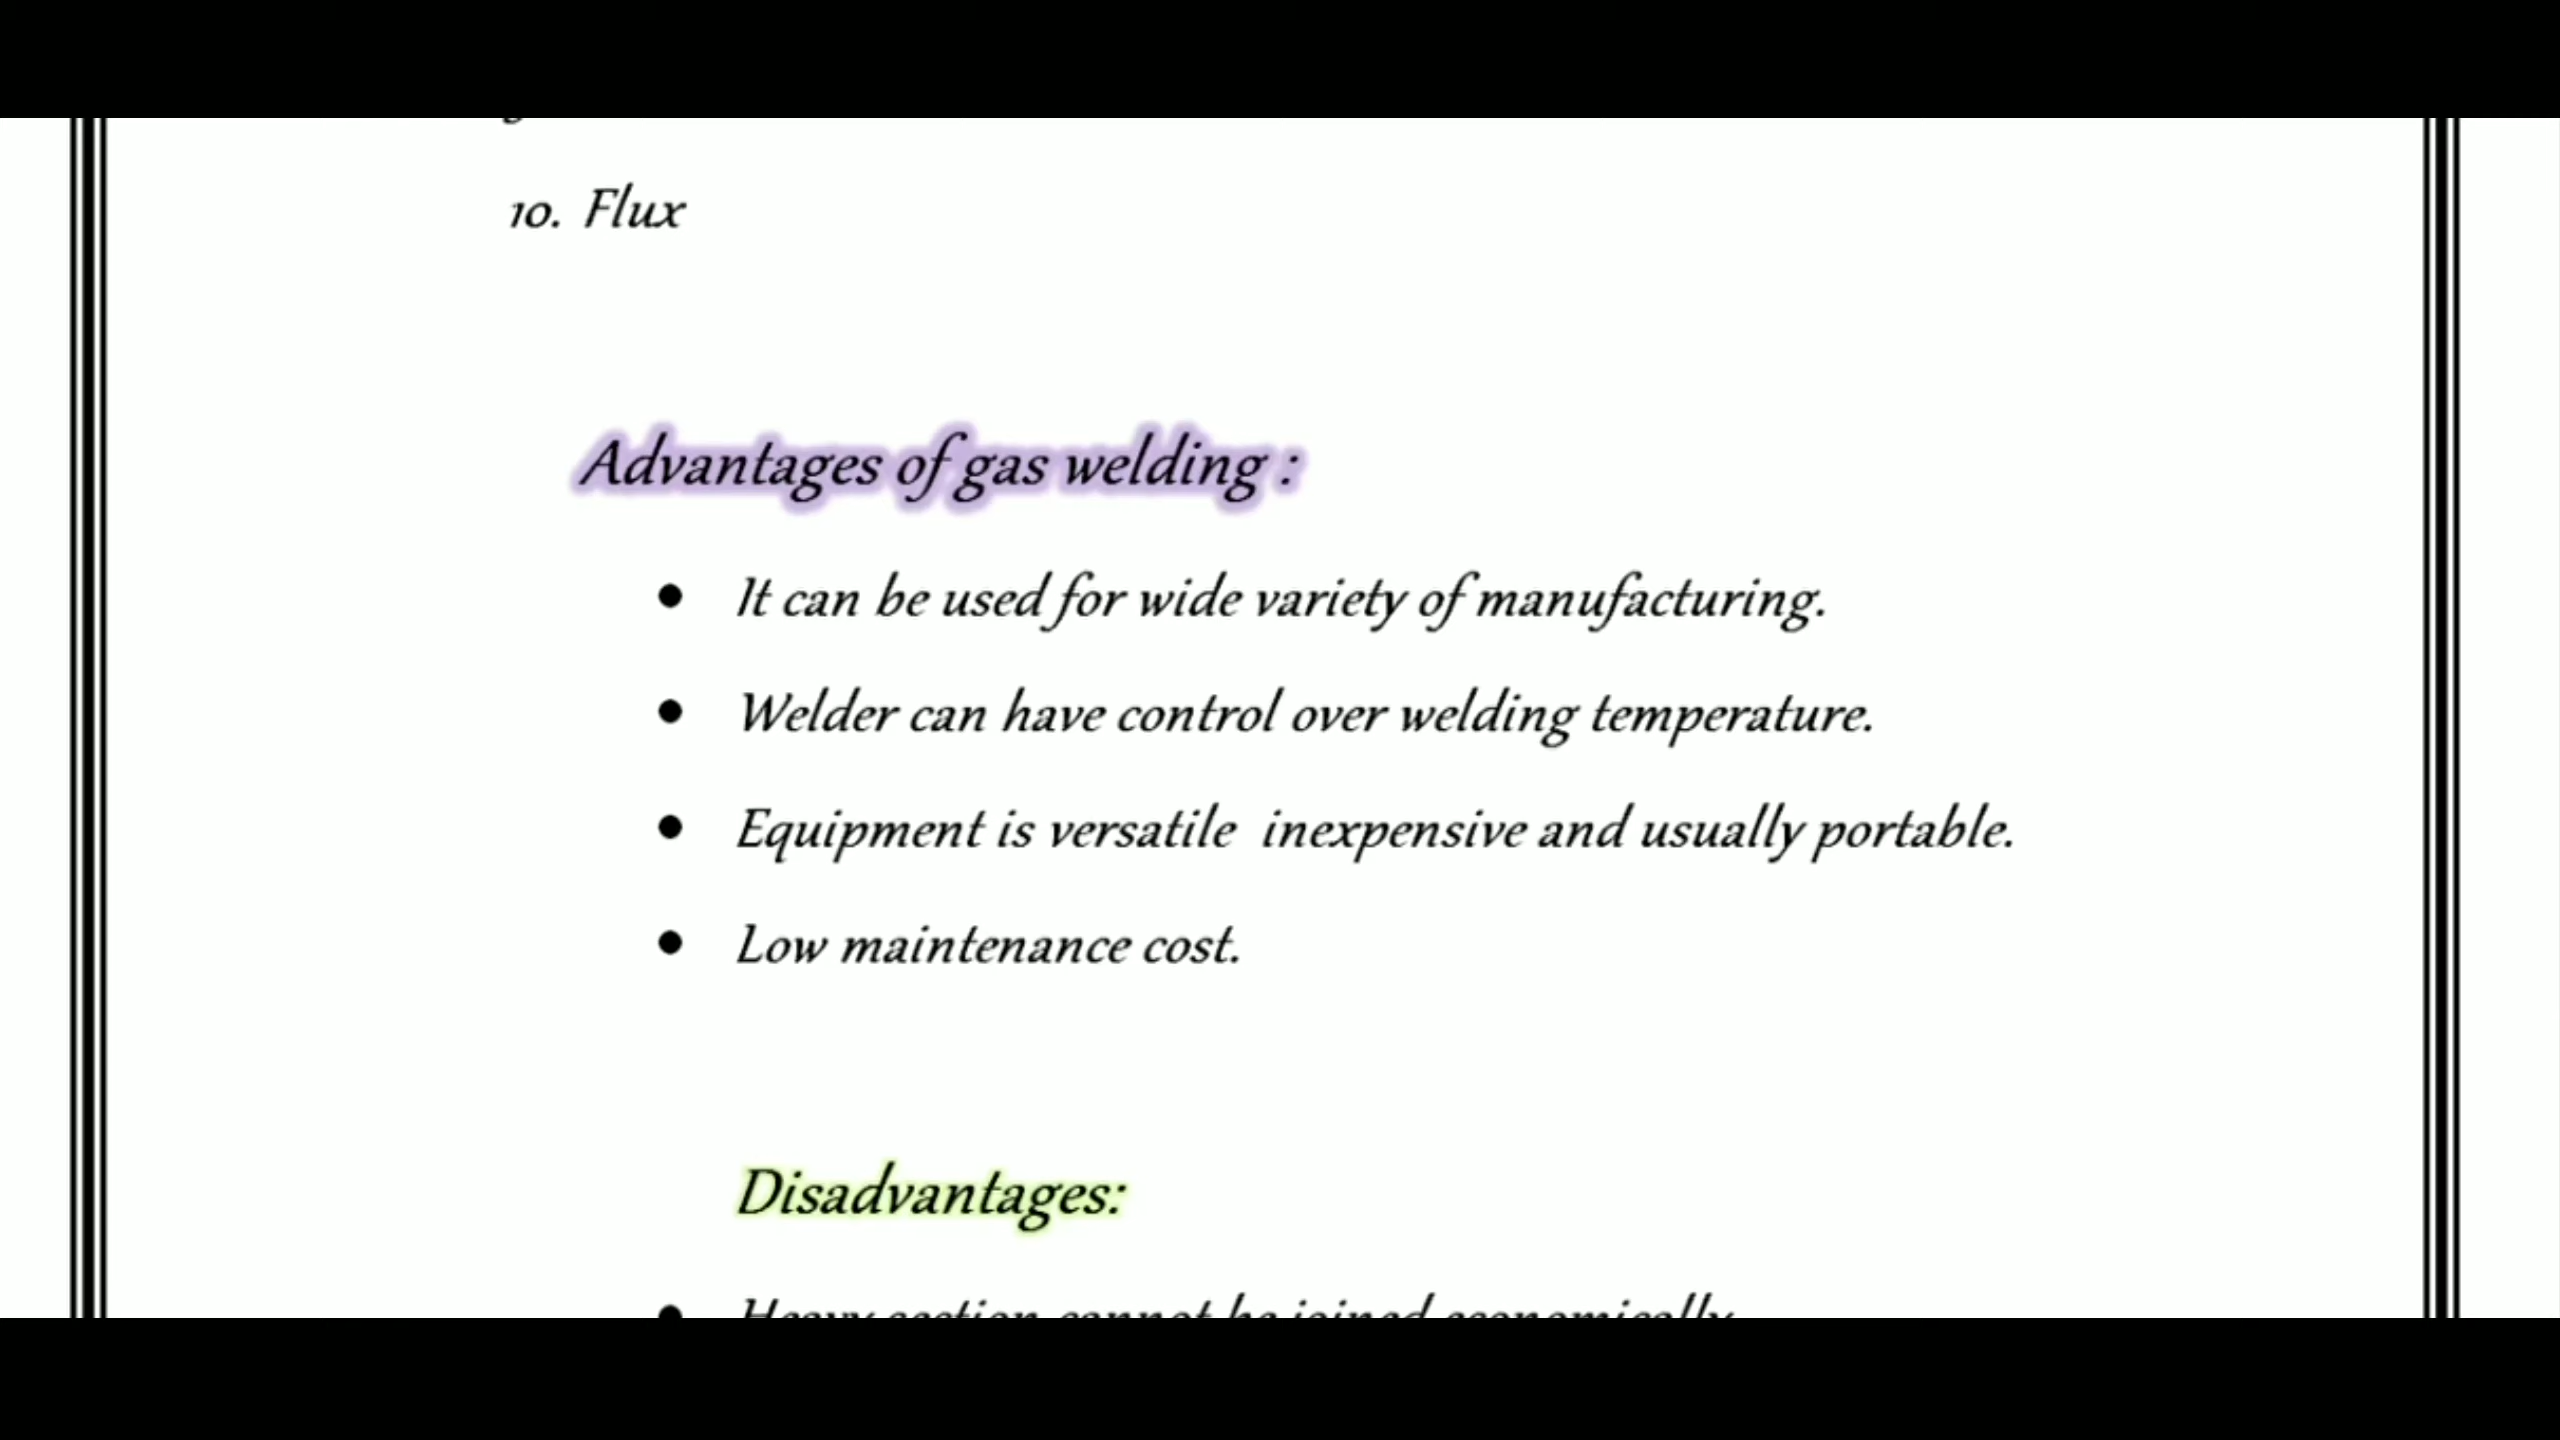 10. Flux
Advantages of gas welding :
• It can be used for wide variety of manufacturing.
• Welder can have control over welding temperature.
• Equipment is versatile  inexpensive and usually portable.
• Low maintenance cost.
Disadvantages:
• Heavy section cannot be joined economically